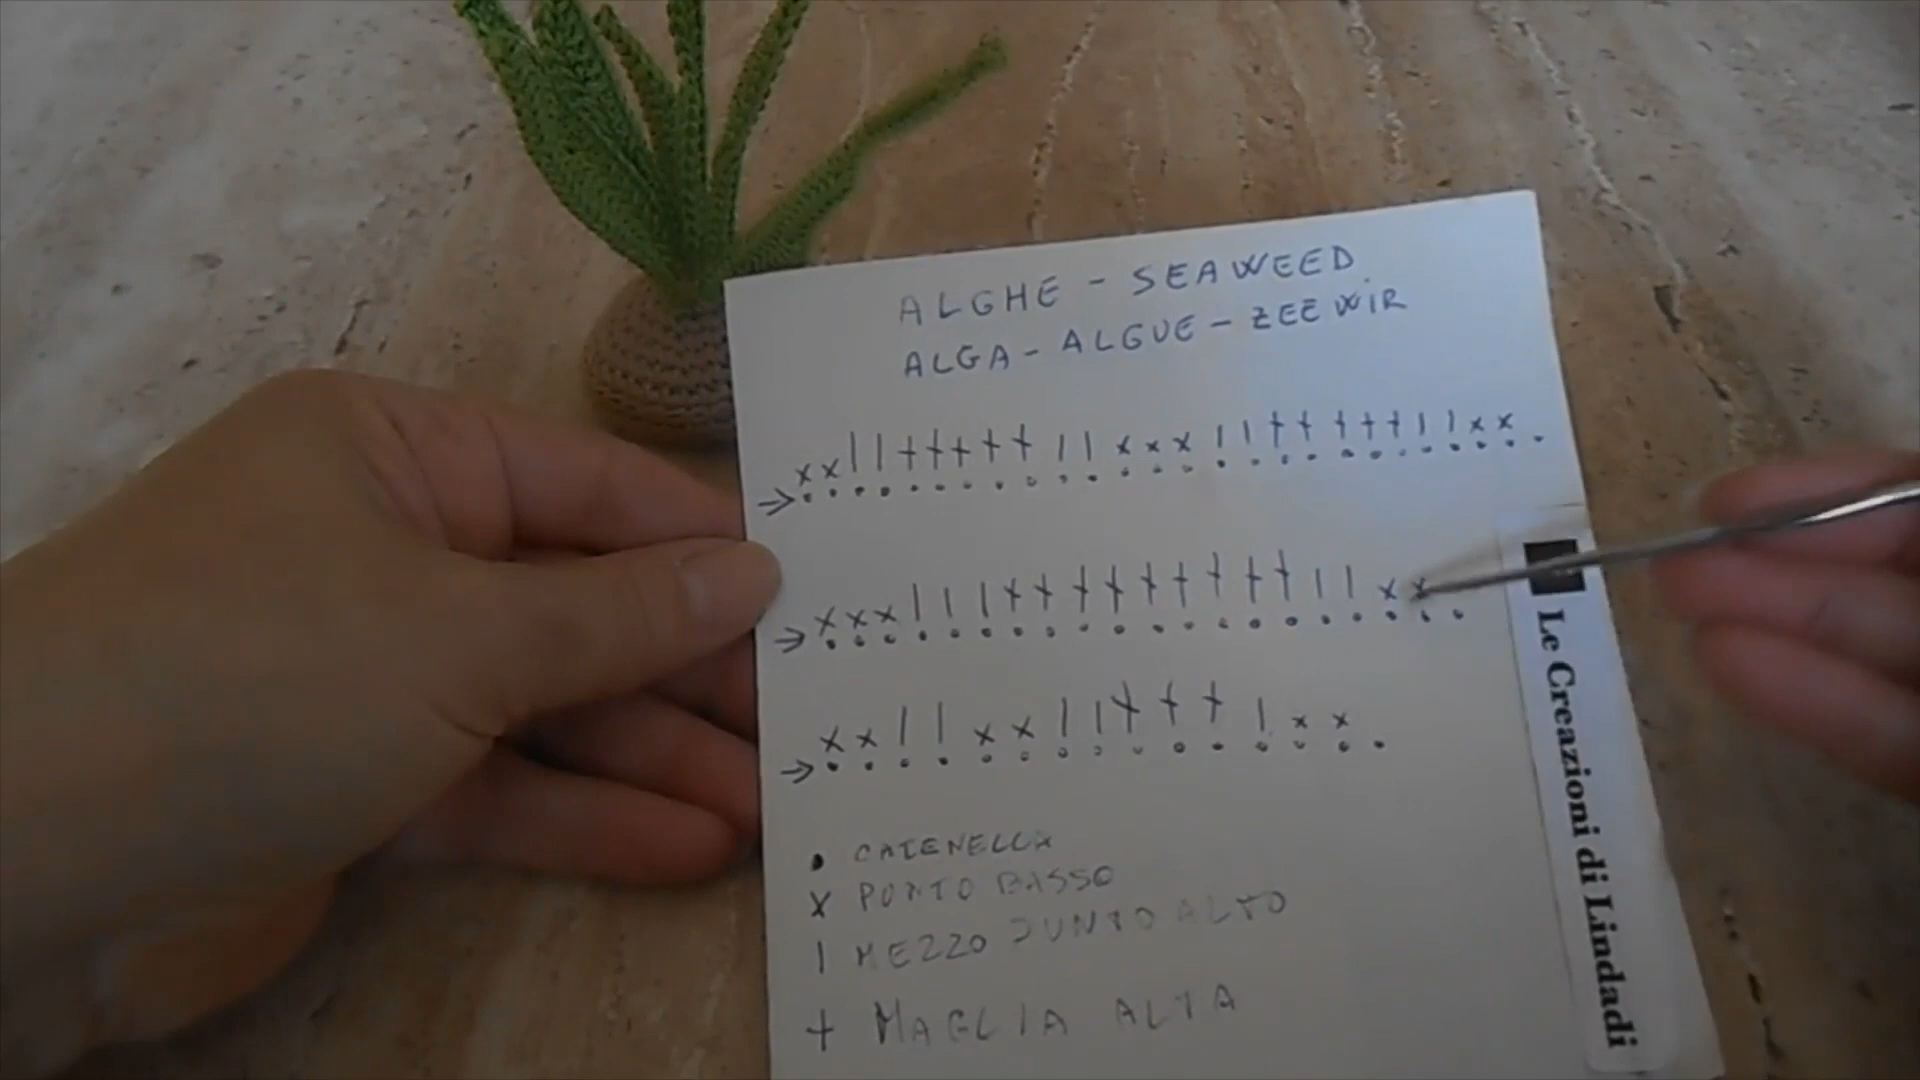 ALGHE - SEAWEED
ALGA - ALGUE - ZEEWIR
→ x x | | + + + + + | | x x x | | + + + + + | | x x
→ x x x | | | + + + + + + + + + | | x x
→ x x | | x x | | + + + | x x
• CATENELLA
x PUNTO BASSO
| MEZZO PUNTO ALTO
+ MAGLIA ALTA
Le Creazioni di Lindadi